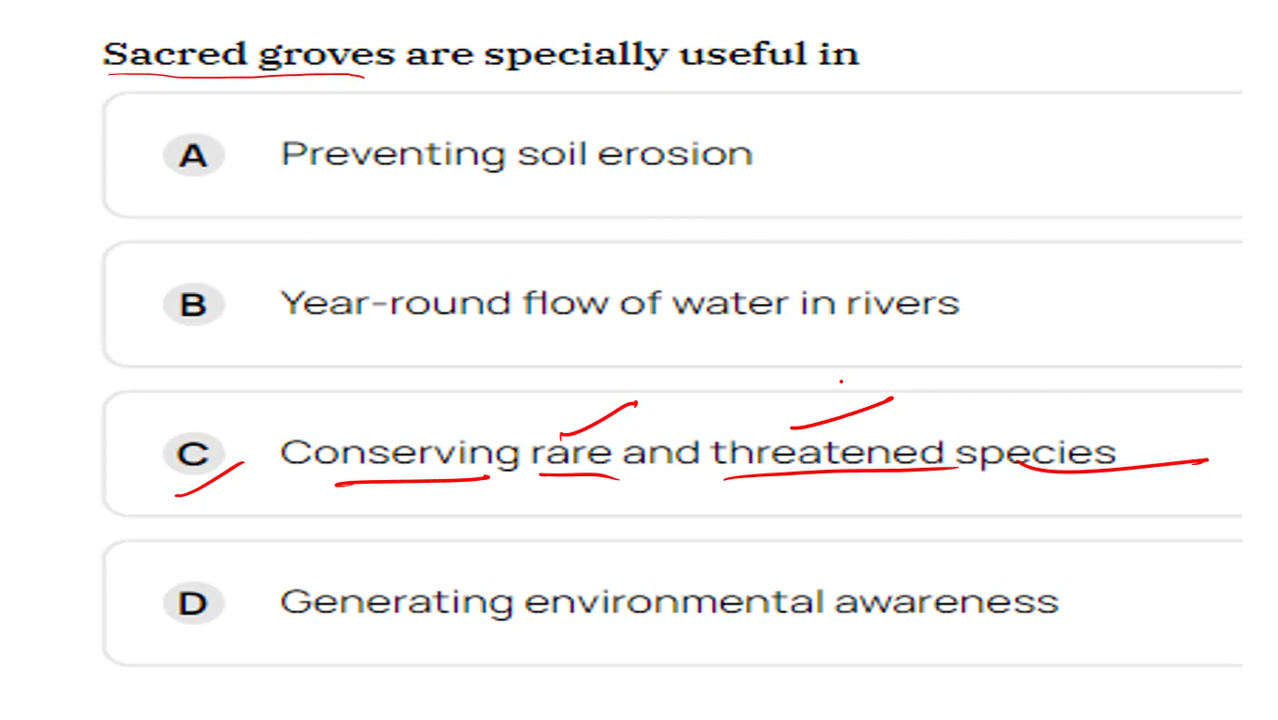 Sacred groves are specially useful in
A Preventing soil erosion
B Year-round flow of water in rivers
C Conserving rare and threatened species
D Generating environmental awareness